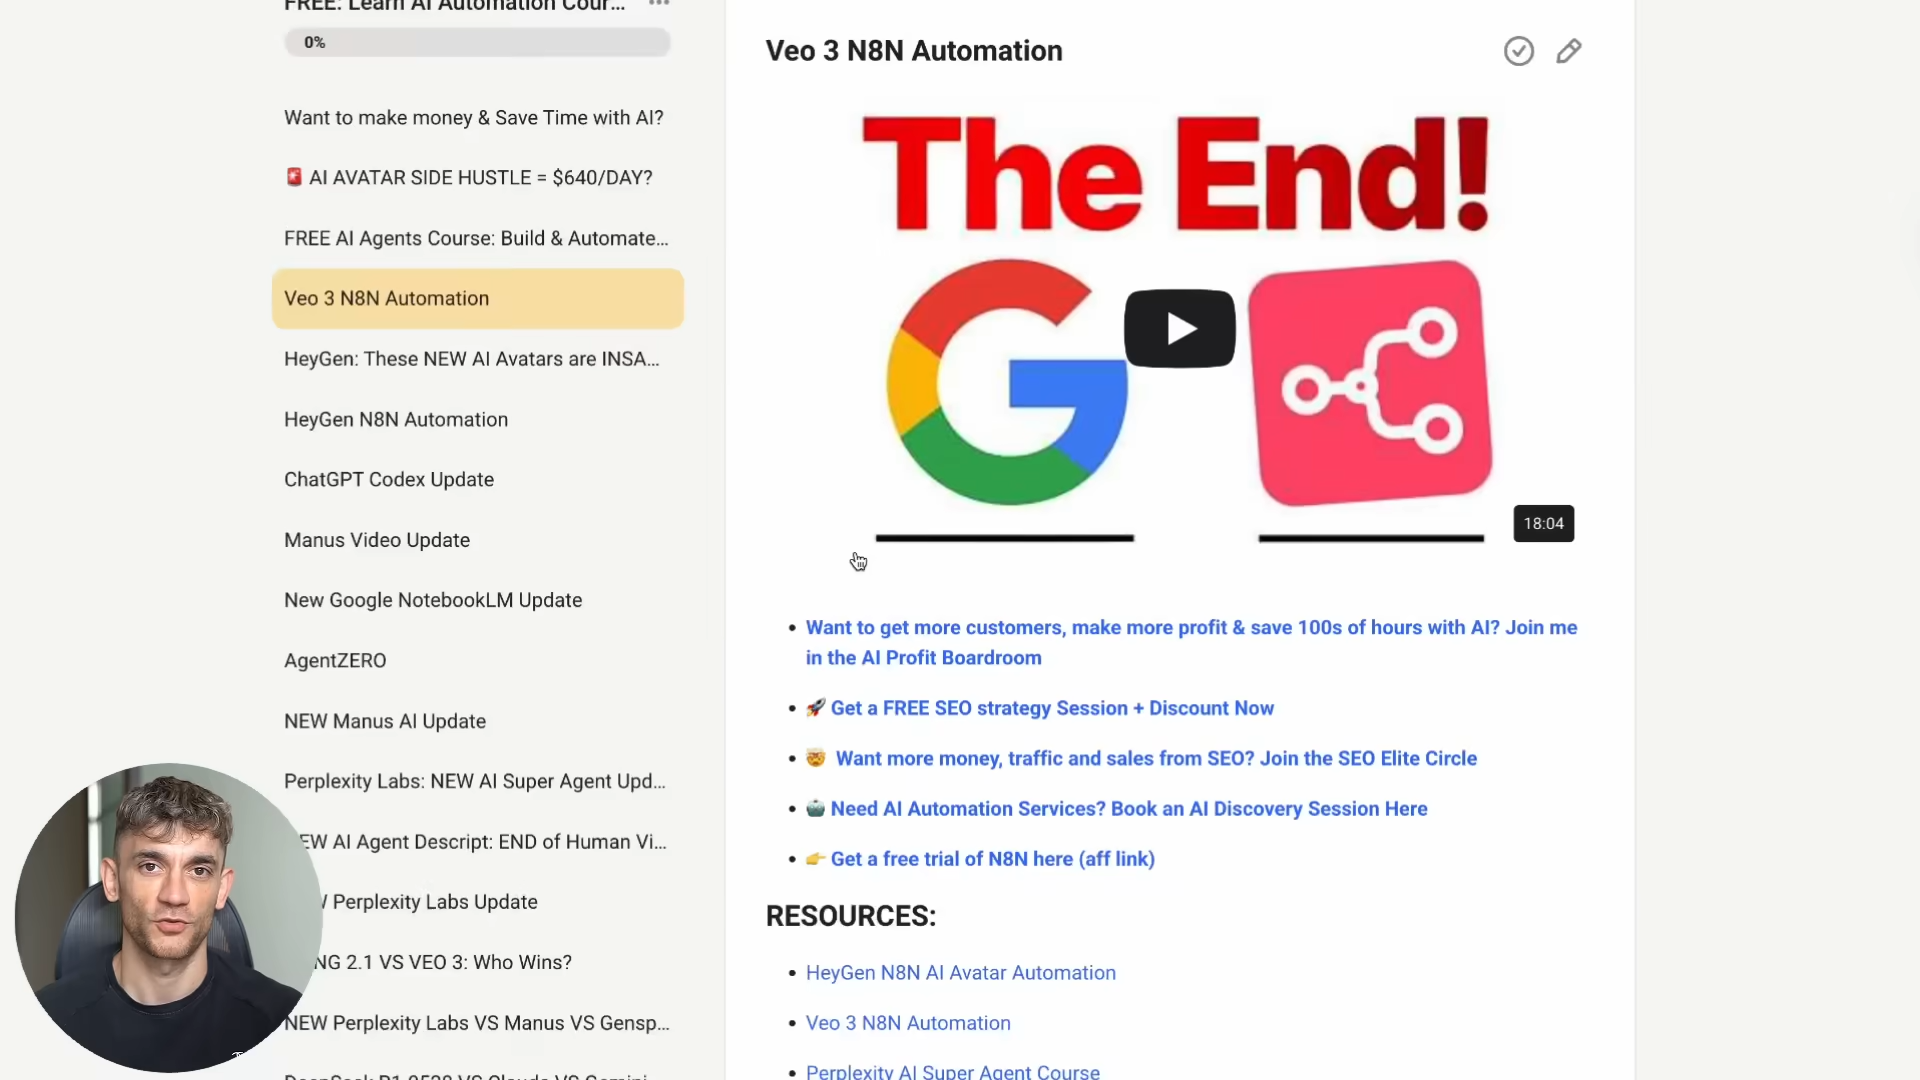 FREE: Learn AI Automation Cour...
0%
Want to make money & Save Time with AI?
🚨 AI AVATAR SIDE HUSTLE = $640/DAY?
FREE AI Agents Course: Build & Automate...
Veo 3 N8N Automation
HeyGen: These NEW AI Avatars are INSA...
HeyGen N8N Automation
ChatGPT Codex Update
Manus Video Update
New Google NotebookLM Update
AgentZERO
NEW Manus AI Update
Perplexity Labs: NEW AI Super Agent Upd...
EW AI Agent Descript: END of Human Vi...
Perplexity Labs Update
NG 2.1 VS VEO 3: Who Wins?
NEW Perplexity Labs VS Manus VS Gensp...
DeepSeek R1 0528 VS Claude VS Gemini
Veo 3 N8N Automation
The End!
18:04
• Want to get more customers, make more profit & save 100s of hours with AI? Join me
in the AI Profit Boardroom
• 🚀 Get a FREE SEO strategy Session + Discount Now
• 🤯 Want more money, traffic and sales from SEO? Join the SEO Elite Circle
• 🤖 Need AI Automation Services? Book an AI Discovery Session Here
• 👉 Get a free trial of N8N here (aff link)
RESOURCES:
• HeyGen N8N AI Avatar Automation
• Veo 3 N8N Automation
• Perplexity AI Super Agent Course